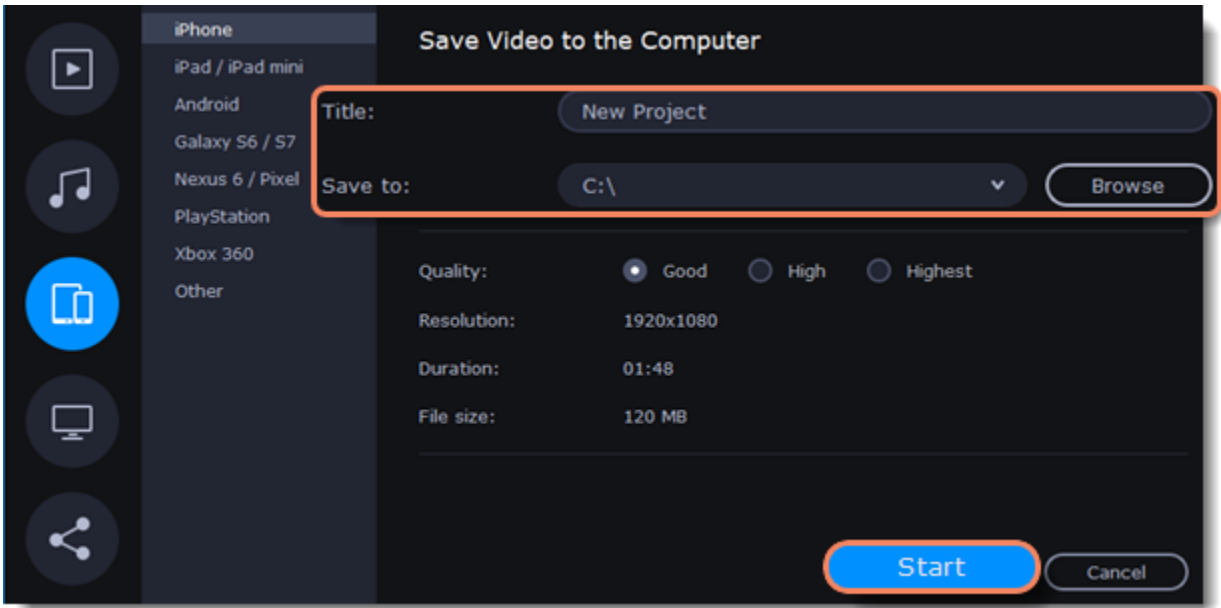 iPhone
iPad / iPad mini
Android
Galaxy S6 / S7
Nexus 6 / Pixel
PlayStation
Xbox 360
Other
Save Video to the Computer
Title: New Project
Save to: C:\ Browse
Quality: Good High Highest
Resolution: 1920x1080
Duration: 01:48
File size: 120 MB
Start Cancel